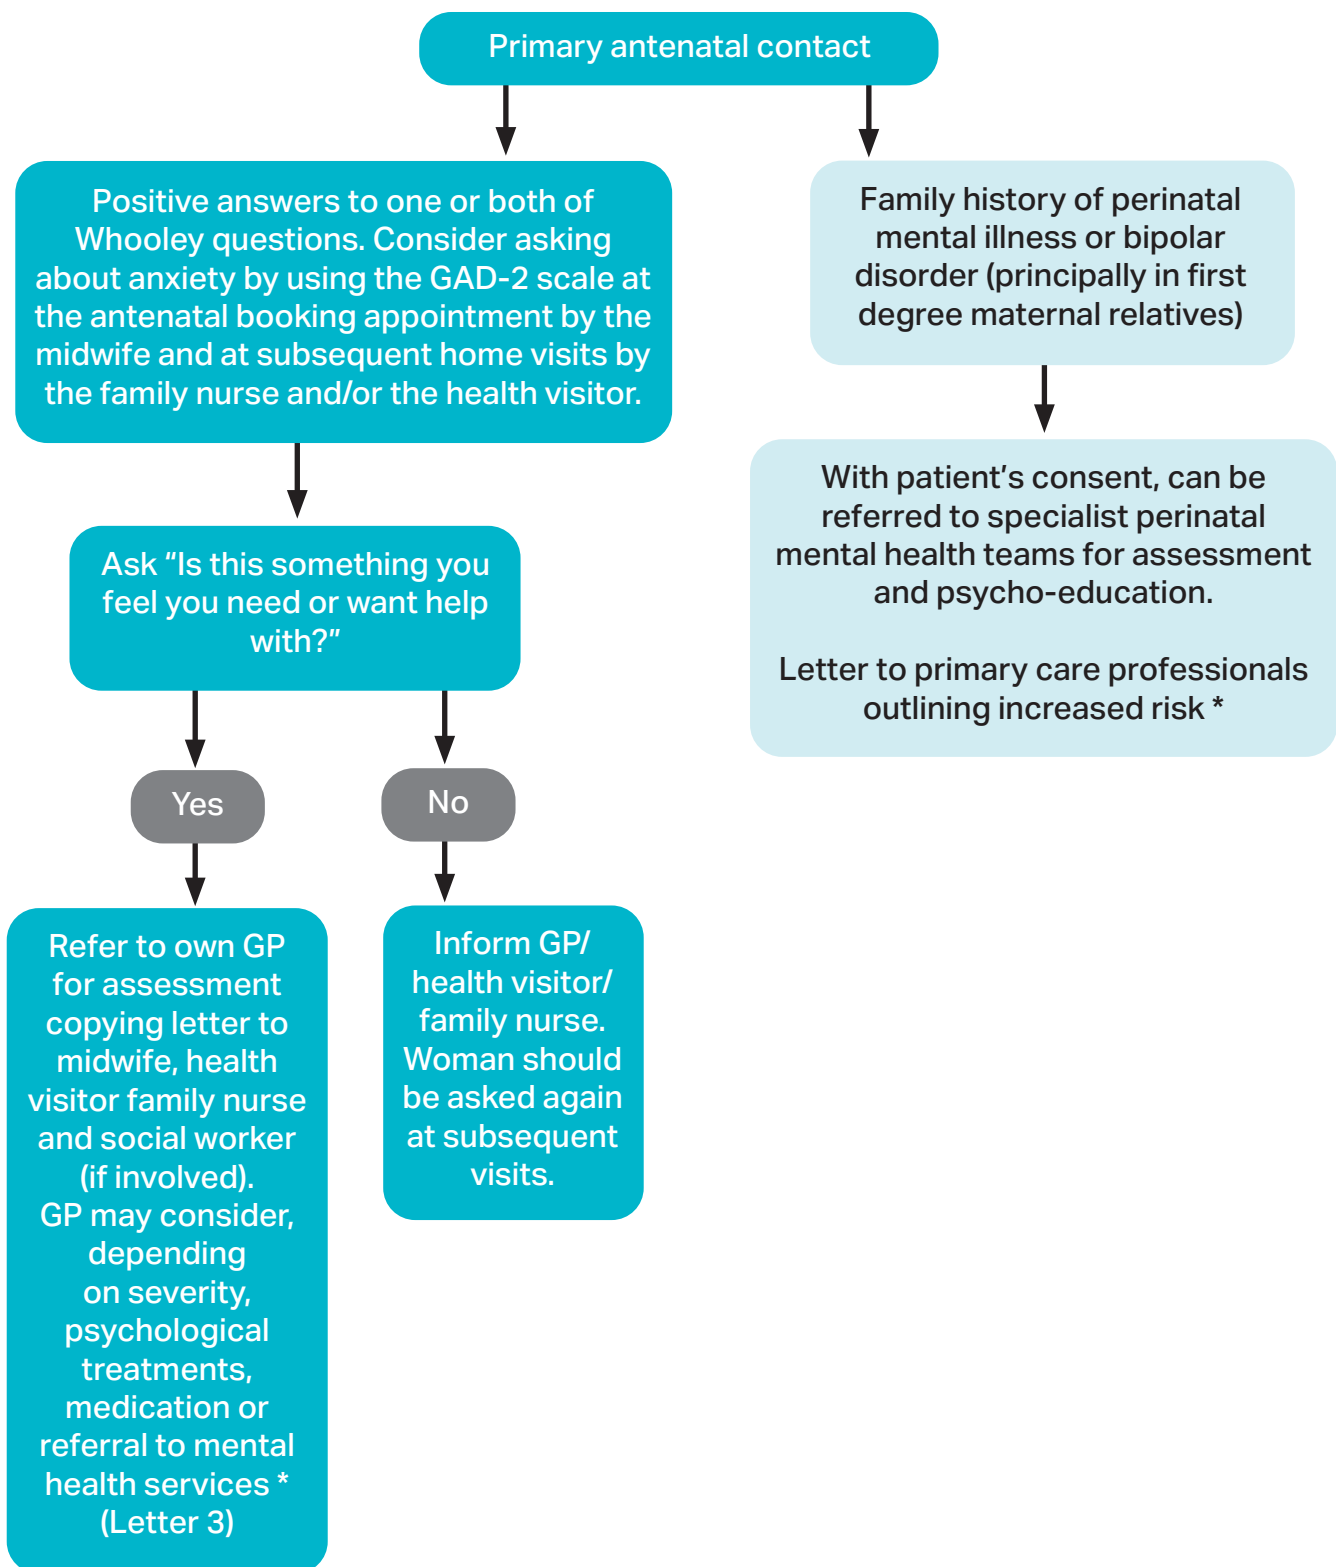 Primary antenatal contact
Positive answers to one or both of
Whooley questions. Consider asking
about anxiety by using the GAD-2 scale at
the antenatal booking appointment by the
midwife and at subsequent home visits by
the family nurse and/or the health visitor.
Family history of perinatal
mental illness or bipolar
disorder (principally in first
degree maternal relatives)
Ask “Is this something you
feel you need or want help
with?”
With patient’s consent, can be
referred to specialist perinatal
mental health teams for assessment
and psycho-education.
Letter to primary care professionals
outlining increased risk *
Yes
No
Refer to own GP
for assessment
copying letter to
midwife, health
visitor family nurse
and social worker
(if involved).
GP may consider,
depending
on severity,
psychological
treatments,
medication or
referral to mental
health services *
(Letter 3)
Inform GP/
health visitor/
family nurse.
Woman should
be asked again
at subsequent
visits.